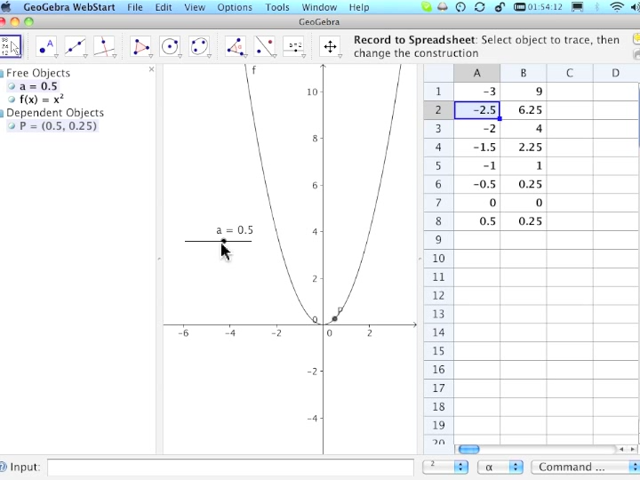 GeoGebra WebStart File Edit View Options Tools Window Help 01:54:12
GeoGebra
Record to Spreadsheet: Select object to trace, then
change the construction
Free Objects
a = 0.5
f(x) = x²
Dependent Objects
P = (0.5, 0.25)
f
a = 0.5
P
10
8
6
4
2
0
-2
-4
-6 -4 -2 0 2
A B C D
1 -3 9
2 -2.5 6.25
3 -2 4
4 -1.5 2.25
5 -1 1
6 -0.5 0.25
7 0 0
8 0.5 0.25
9
10
11
12
13
14
15
16
17
18
19
20
Input: ² α Command ...